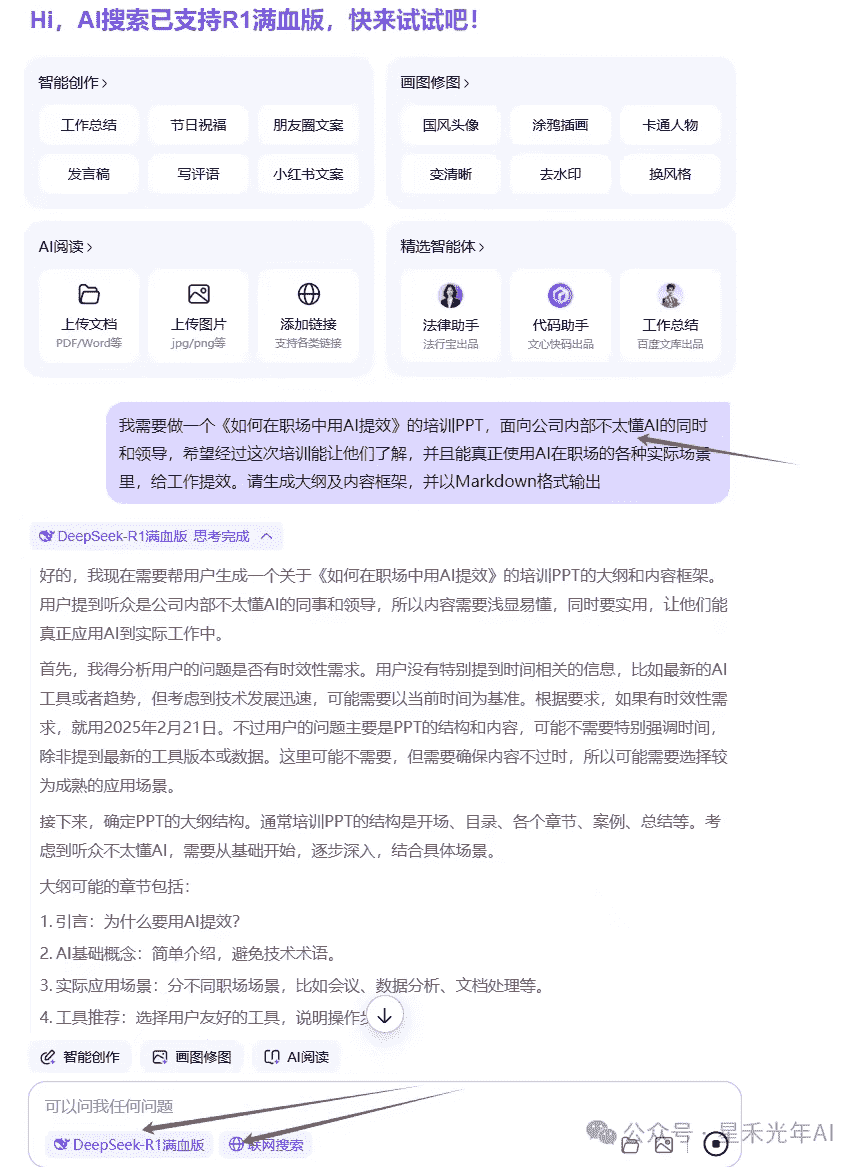 Hi，AI搜索已支持R1满血版，快来试试吧！
智能创作>
工作总结 节日祝福 朋友圈文案
发言稿 写评语 小红书文案
画图修图>
国风头像 涂鸦插画 卡通人物
变清晰 去水印 换风格
AI阅读>
上传文档 上传图片 添加链接
PDF/Word等 jpg/png等 支持各类链接
精选智能体>
法律助手 代码助手 工作总结
法行宝出品 文心快码出品 百度文库出品
我需要做一个《如何在职场中用AI提效》的培训PPT，面向公司内部不太懂AI的同时
和领导，希望经过这次培训能让他们了解，并且能真正使用AI在职场的各种实际场景
里，给工作提效。请生成大纲及内容框架，并以Markdown格式输出
DeepSeek-R1满血版 思考完成
好的，我现在需要帮用户生成一个关于《如何在职场中用AI提效》的培训PPT的大纲和内容框架。
用户提到听众是公司内部不太懂AI的同事和领导，所以内容需要浅显易懂，同时要实用，让他们能
真正应用AI到实际工作中。
首先，我得分析用户的问题是否有时效性需求。用户没有特别提到时间相关的信息，比如最新的AI
工具或者趋势，但考虑到技术发展迅速，可能需要以当前时间为基准。根据要求，如果有时效性需
求，就用2025年2月21日。不过用户的问题主要是PPT的结构和内容，可能不需要特别强调时间，
除非提到最新的工具版本或数据。这里可能不需要，但需要确保内容不过时，所以可能需要选择较
为成熟的应用场景。
接下来，确定PPT的大纲结构。通常培训PPT的结构是开场、目录、各个章节、案例、总结等。考
虑到听众不太懂AI，需要从基础开始，逐步深入，结合具体场景。
大纲可能的章节包括：
1. 引言：为什么要用AI提效？
2. AI基础概念：简单介绍，避免技术术语。
3. 实际应用场景：分不同职场场景，比如会议、数据分析、文档处理等。
4. 工具推荐：选择用户友好的工具，说明操作
智能创作 画图修图 AI阅读
可以问我任何问题
DeepSeek-R1满血版 联网搜索
公众号·星禾光年AI